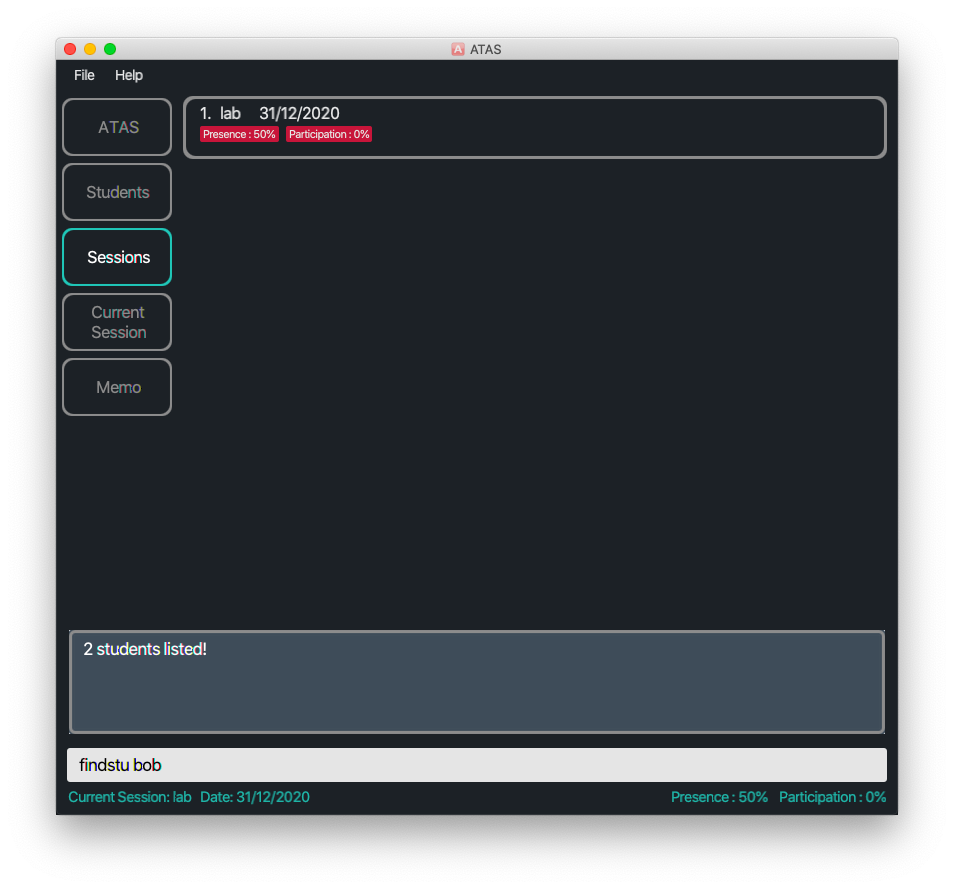 A ATAS
File Help
ATAS
Students
Sessions
Current
Session
Memo
1. lab 31/12/2020
Presence : 50% Participation : 0%
2 students listed!
findstu bob
Current Session: lab Date: 31/12/2020 Presence : 50% Participation : 0%